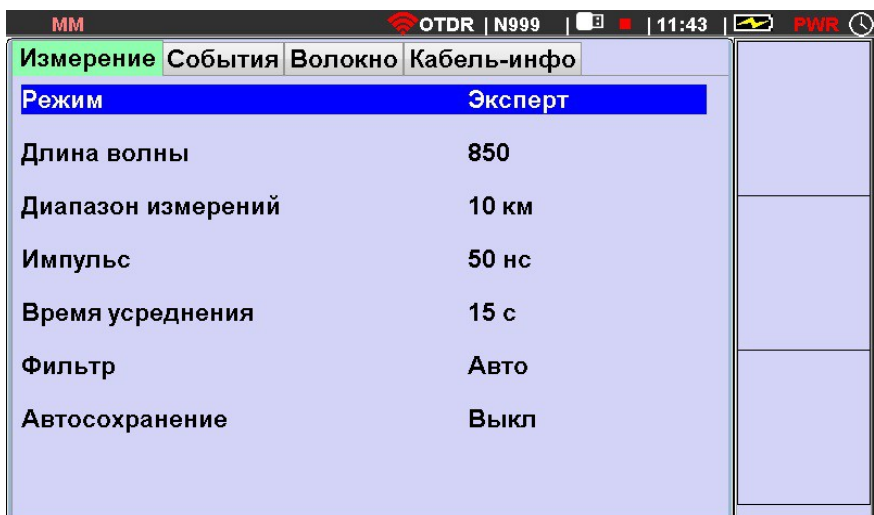 MM OTDR | N999 | | 11:43 | PWR
Измерение События Волокно Кабель-инфо
Режим Эксперт
Длина волны 850
Диапазон измерений 10 км
Импульс 50 нс
Время усреднения 15 с
Фильтр Авто
Автосохранение Выкл